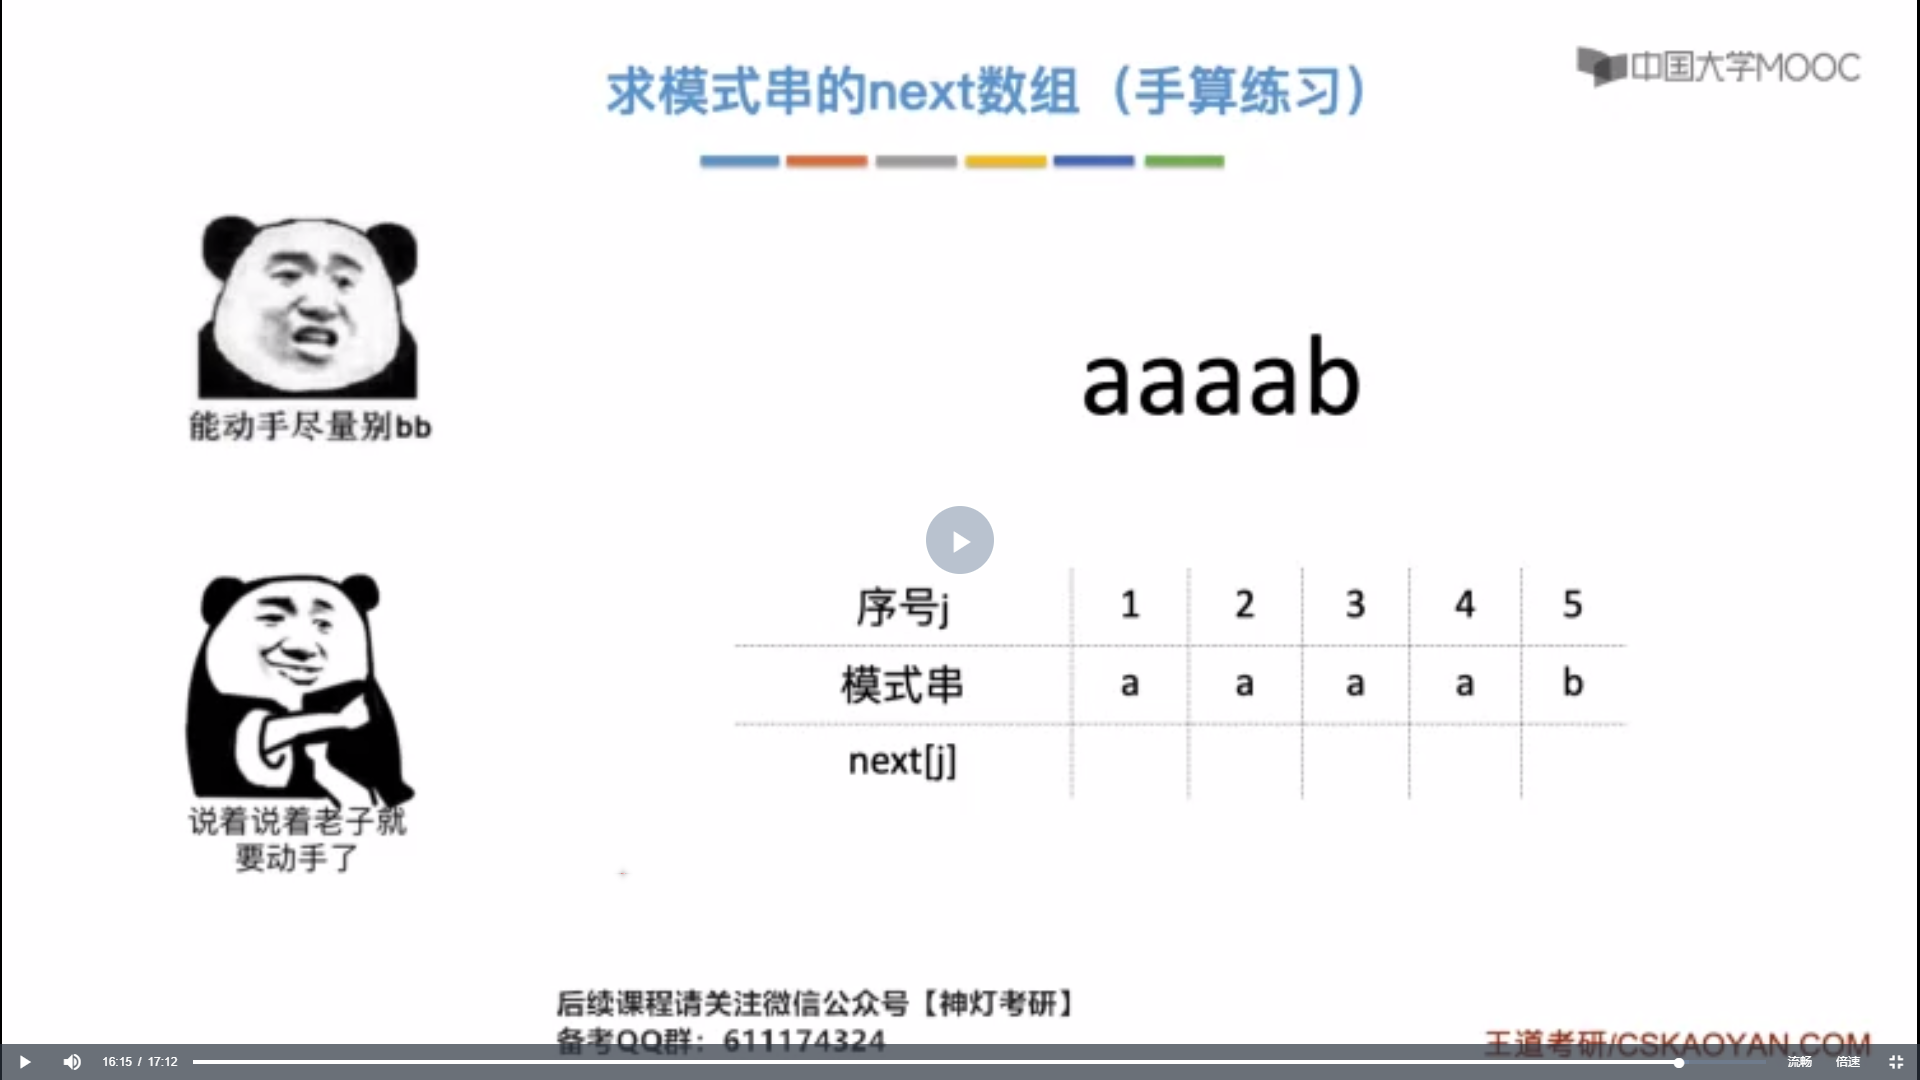 求模式串的next数组（手算练习）
中国大学MOOC
能动手尽量别bb
aaaab
序号j 1 2 3 4 5
模式串 a a a a b
next[j]
说着说着老子就
要动手了
后续课程请关注微信公众号【神灯考研】
备考QQ群：611174324
王道考研/CSKAOYAN.COM
16:15 / 17:12 流畅 倍速